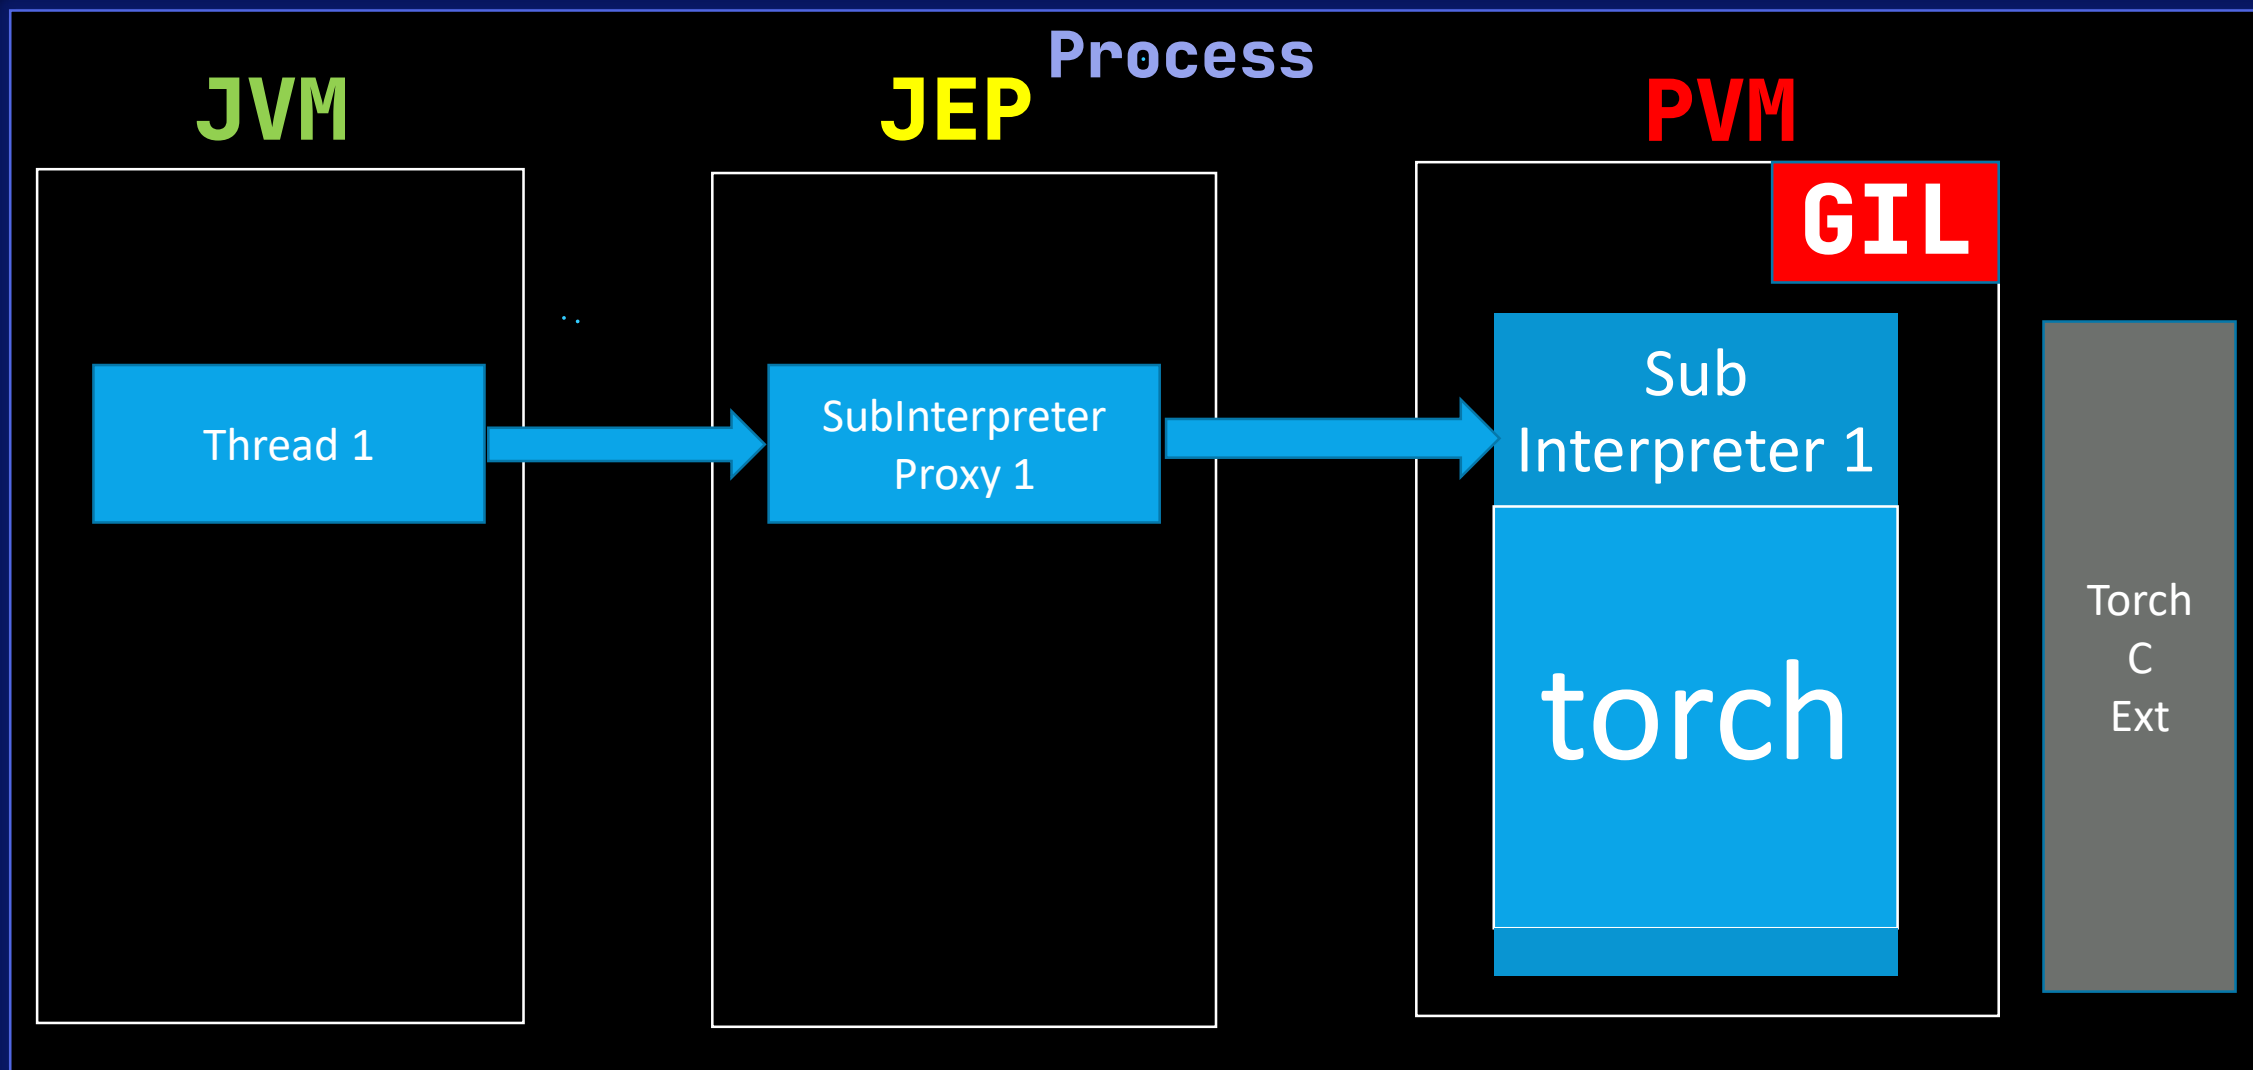 Process
JVM
JEP
PVM
GIL
Thread 1
SubInterpreter
Proxy 1
Sub
Interpreter 1
torch
Torch
C
Ext